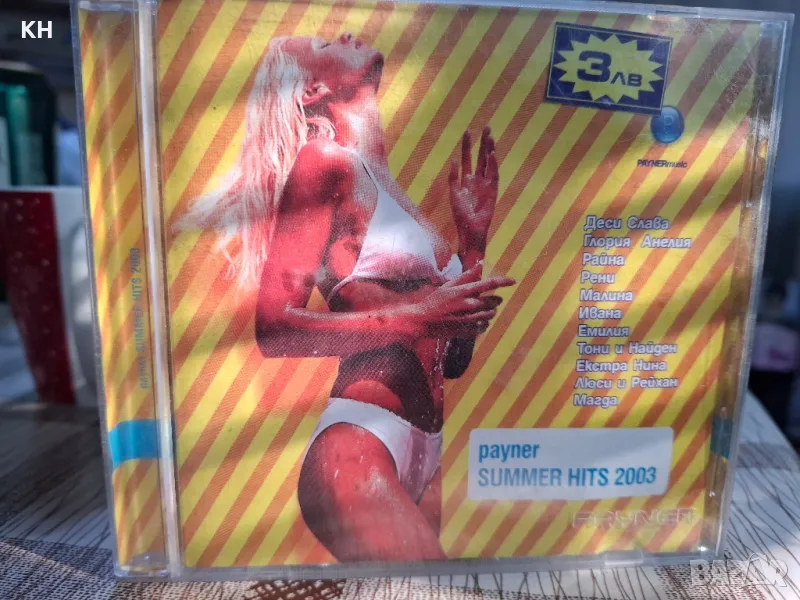 KH
3лв
PAYNERmusic
Деси Слава
Глория Анелия
Райна
Рени
Малина
Ивана
Емилия
Тони и Найден
Екстра Нина
Люси и Рейхан
Магда
payner
SUMMER HITS 2003
PAYNER
payner SUMMER HITS 2003
BAZAR